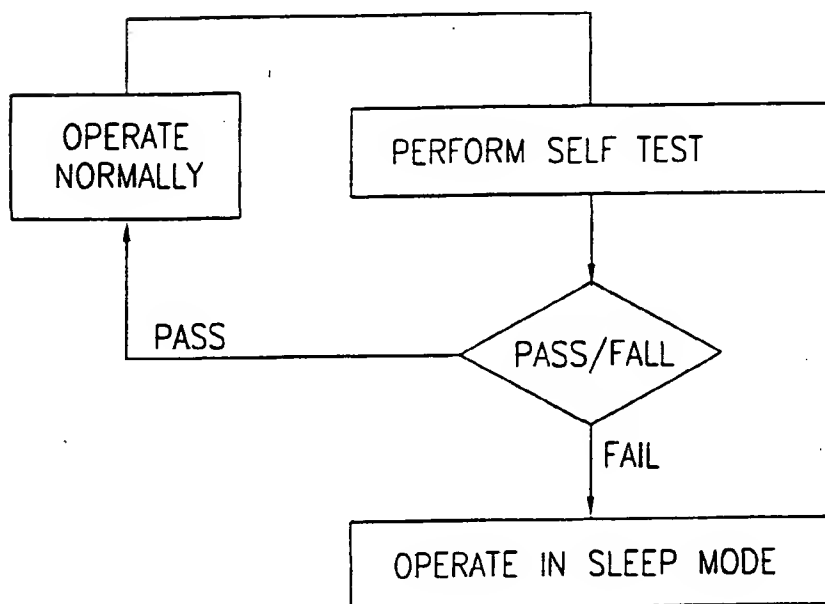 OPERATE
NORMALLY
PERFORM SELF TEST
PASS
PASS/FALL
FAIL
OPERATE IN SLEEP MODE